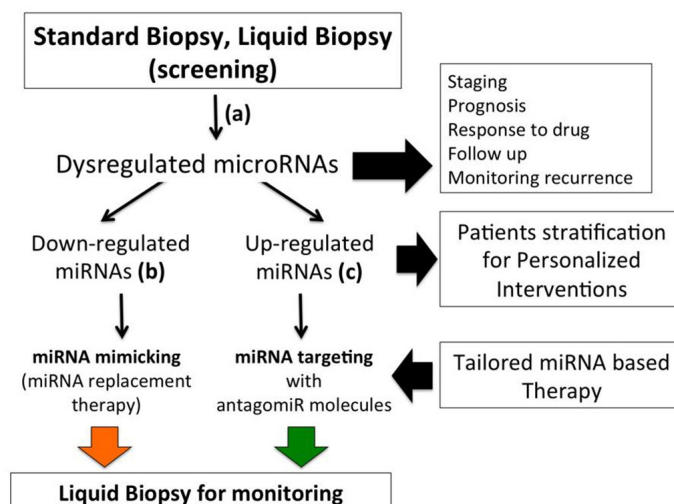 Standard Biopsy, Liquid Biopsy
(screening)
(a)
Dysregulated microRNAs
Staging
Prognosis
Response to drug
Follow up
Monitoring recurrence
Down-regulated
miRNAs (b)
Up-regulated
miRNAs (c)
Patients stratification
for Personalized
Interventions
miRNA mimicking
(miRNA replacement
therapy)
miRNA targeting
with
antagomiR molecules
Tailored miRNA based
Therapy
Liquid Biopsy for monitoring